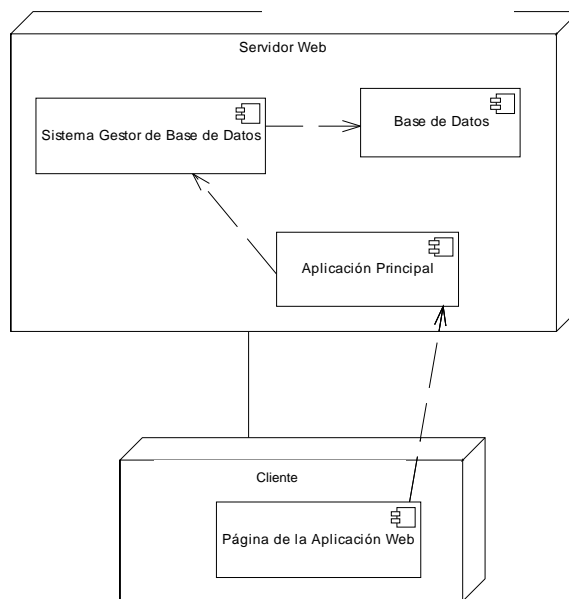 Servidor Web
Sistema Gestor de Base de Datos
Base de Datos
Aplicación Principal
Cliente
Página de la Aplicación Web